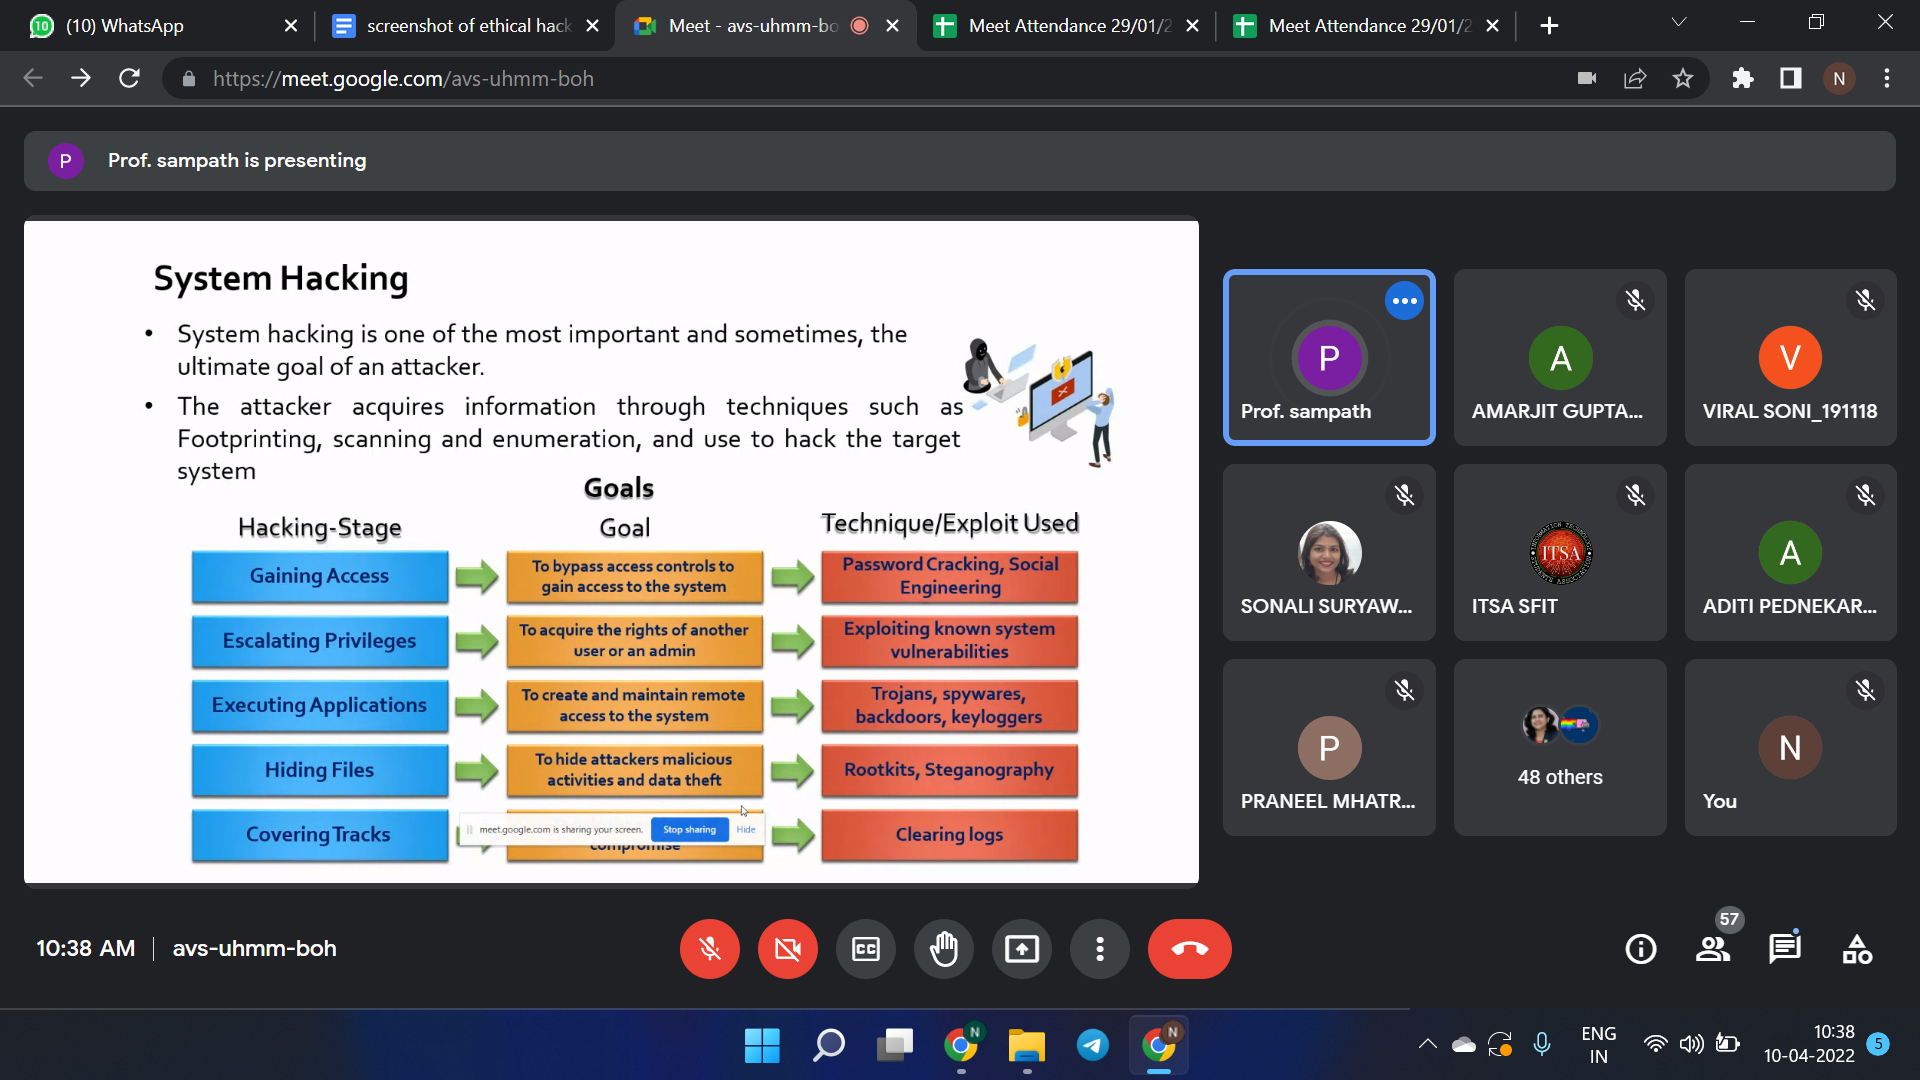 (10) WhatsApp
screenshot of ethical hack
Meet - avs-uhmm-bo
Meet Attendance 29/01/2
Meet Attendance 29/01/2
https://meet.google.com/avs-uhmm-boh
N
P
Prof. sampath is presenting
System Hacking
• System hacking is one of the most important and sometimes, the
ultimate goal of an attacker.
• The attacker acquires information through techniques such as
Footprinting, scanning and enumeration, and use to hack the target
system
Goals
Hacking-Stage
Goal
Technique/Exploit Used
Gaining Access
To bypass access controls to
gain access to the system
Password Cracking, Social
Engineering
Escalating Privileges
To acquire the rights of another
user or an admin
Exploiting known system
vulnerabilities
Executing Applications
To create and maintain remote
access to the system
Trojans, spywares,
backdoors, keyloggers
Hiding Files
To hide attackers malicious
activities and data theft
Rootkits, Steganography
Covering Tracks
meet.google.com is sharing your screen.
Stop sharing
Hide
compromise
Clearing logs
P
Prof. sampath
A
AMARJIT GUPTA...
V
VIRAL SONI_191118
SONALI SURYAW...
ITSA
ITSA SFIT
A
ADITI PEDNEKAR...
P
PRANEEL MHATR...
48 others
N
You
10:38 AM
avs-uhmm-boh
CC
57
N
N
ENG
IN
10:38
10-04-2022
5